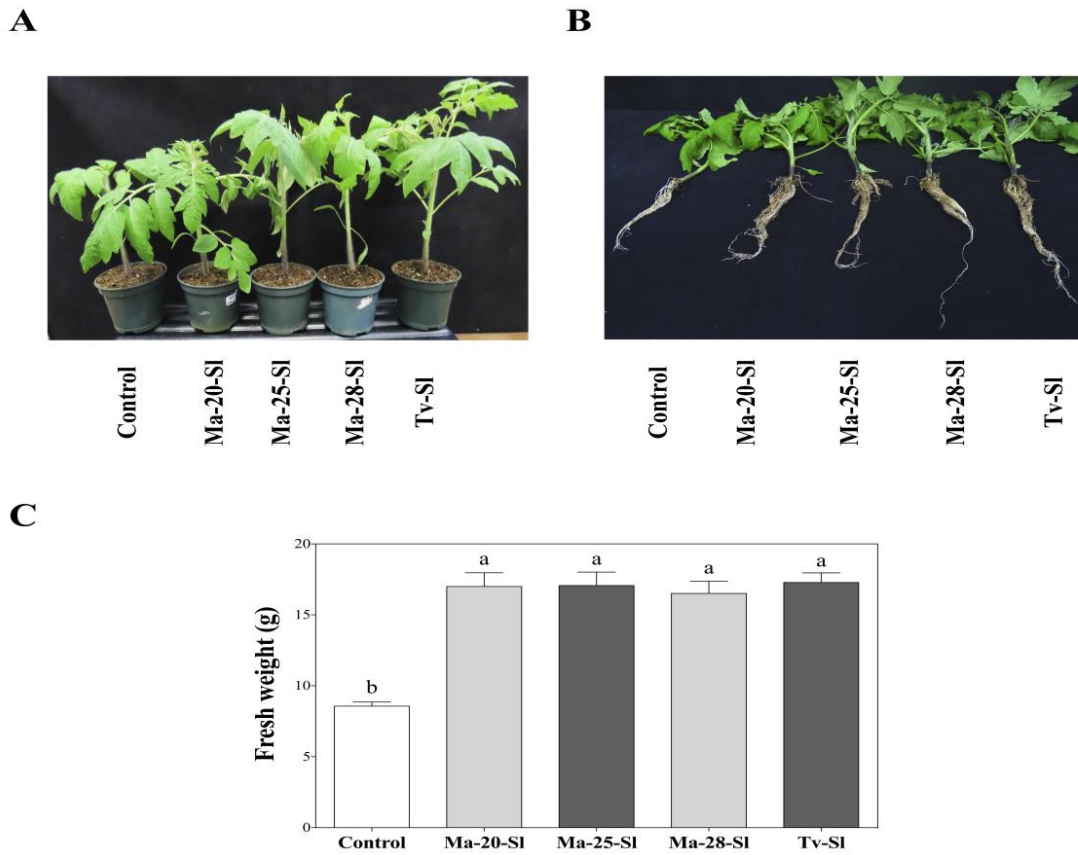 A
B
Control
Ma-20-Sl
Ma-25-Sl
Ma-28-Sl
Tv-Sl
Control
Ma-20-Sl
Ma-25-Sl
Ma-28-Sl
Tv-Sl
C
Fresh weight (g)
20
15
10
5
0
b
a
a
a
a
Control
Ma-20-Sl
Ma-25-Sl
Ma-28-Sl
Tv-Sl